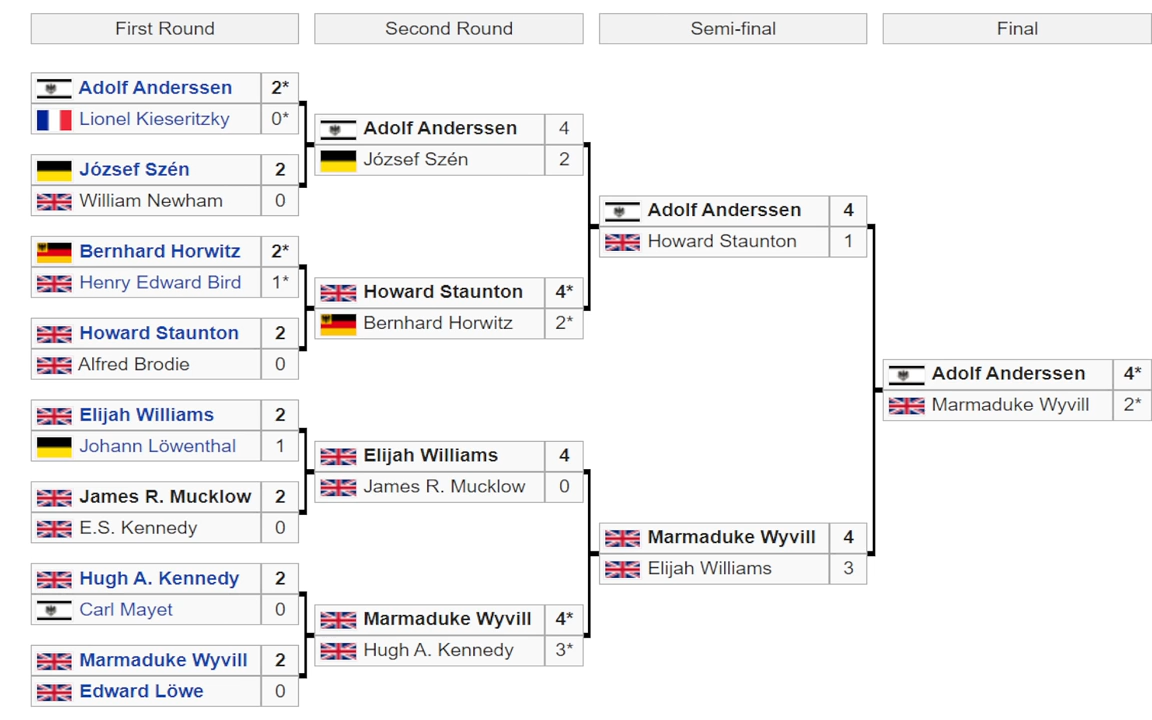 First Round
Second Round
Semi-final
Final
Adolf Anderssen 2*
Lionel Kieseritzky 0*
József Szén 2
William Newham 0
Bernhard Horwitz 2*
Henry Edward Bird 1*
Howard Staunton 2
Alfred Brodie 0
Elijah Williams 2
Johann Löwenthal 1
James R. Mucklow 2
E.S. Kennedy 0
Hugh A. Kennedy 2
Carl Mayet 0
Marmaduke Wyvill 2
Edward Löwe 0
Adolf Anderssen 4
József Szén 2
Howard Staunton 4*
Bernhard Horwitz 2*
Elijah Williams 4
James R. Mucklow 0
Marmaduke Wyvill 4*
Hugh A. Kennedy 3*
Adolf Anderssen 4
Howard Staunton 1
Marmaduke Wyvill 4
Elijah Williams 3
Adolf Anderssen 4*
Marmaduke Wyvill 2*